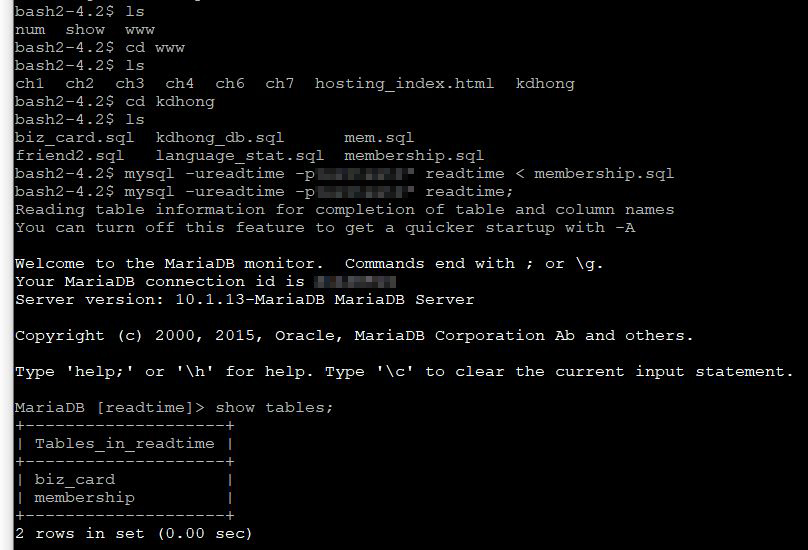 bash2-4.2$ ls
num  show  www
bash2-4.2$ cd www
bash2-4.2$ ls
ch1  ch2  ch3  ch4  ch6  ch7  hosting_index.html  kdhong
bash2-4.2$ cd kdhong
bash2-4.2$ ls
biz_card.sql  kdhong_db.sql      mem.sql
friend2.sql   language_stat.sql  membership.sql
bash2-4.2$ mysql -ureadtime -p readtime < membership.sql
bash2-4.2$ mysql -ureadtime -p readtime;
Reading table information for completion of table and column names
You can turn off this feature to get a quicker startup with -A
Welcome to the MariaDB monitor.  Commands end with ; or \g.
Your MariaDB connection id is
Server version: 10.1.13-MariaDB MariaDB Server
Copyright (c) 2000, 2015, Oracle, MariaDB Corporation Ab and others.
Type 'help;' or '\h' for help. Type '\c' to clear the current input statement.
MariaDB [readtime]> show tables;
+--------------------+
| Tables_in_readtime |
+--------------------+
| biz_card           |
| membership         |
+--------------------+
2 rows in set (0.00 sec)